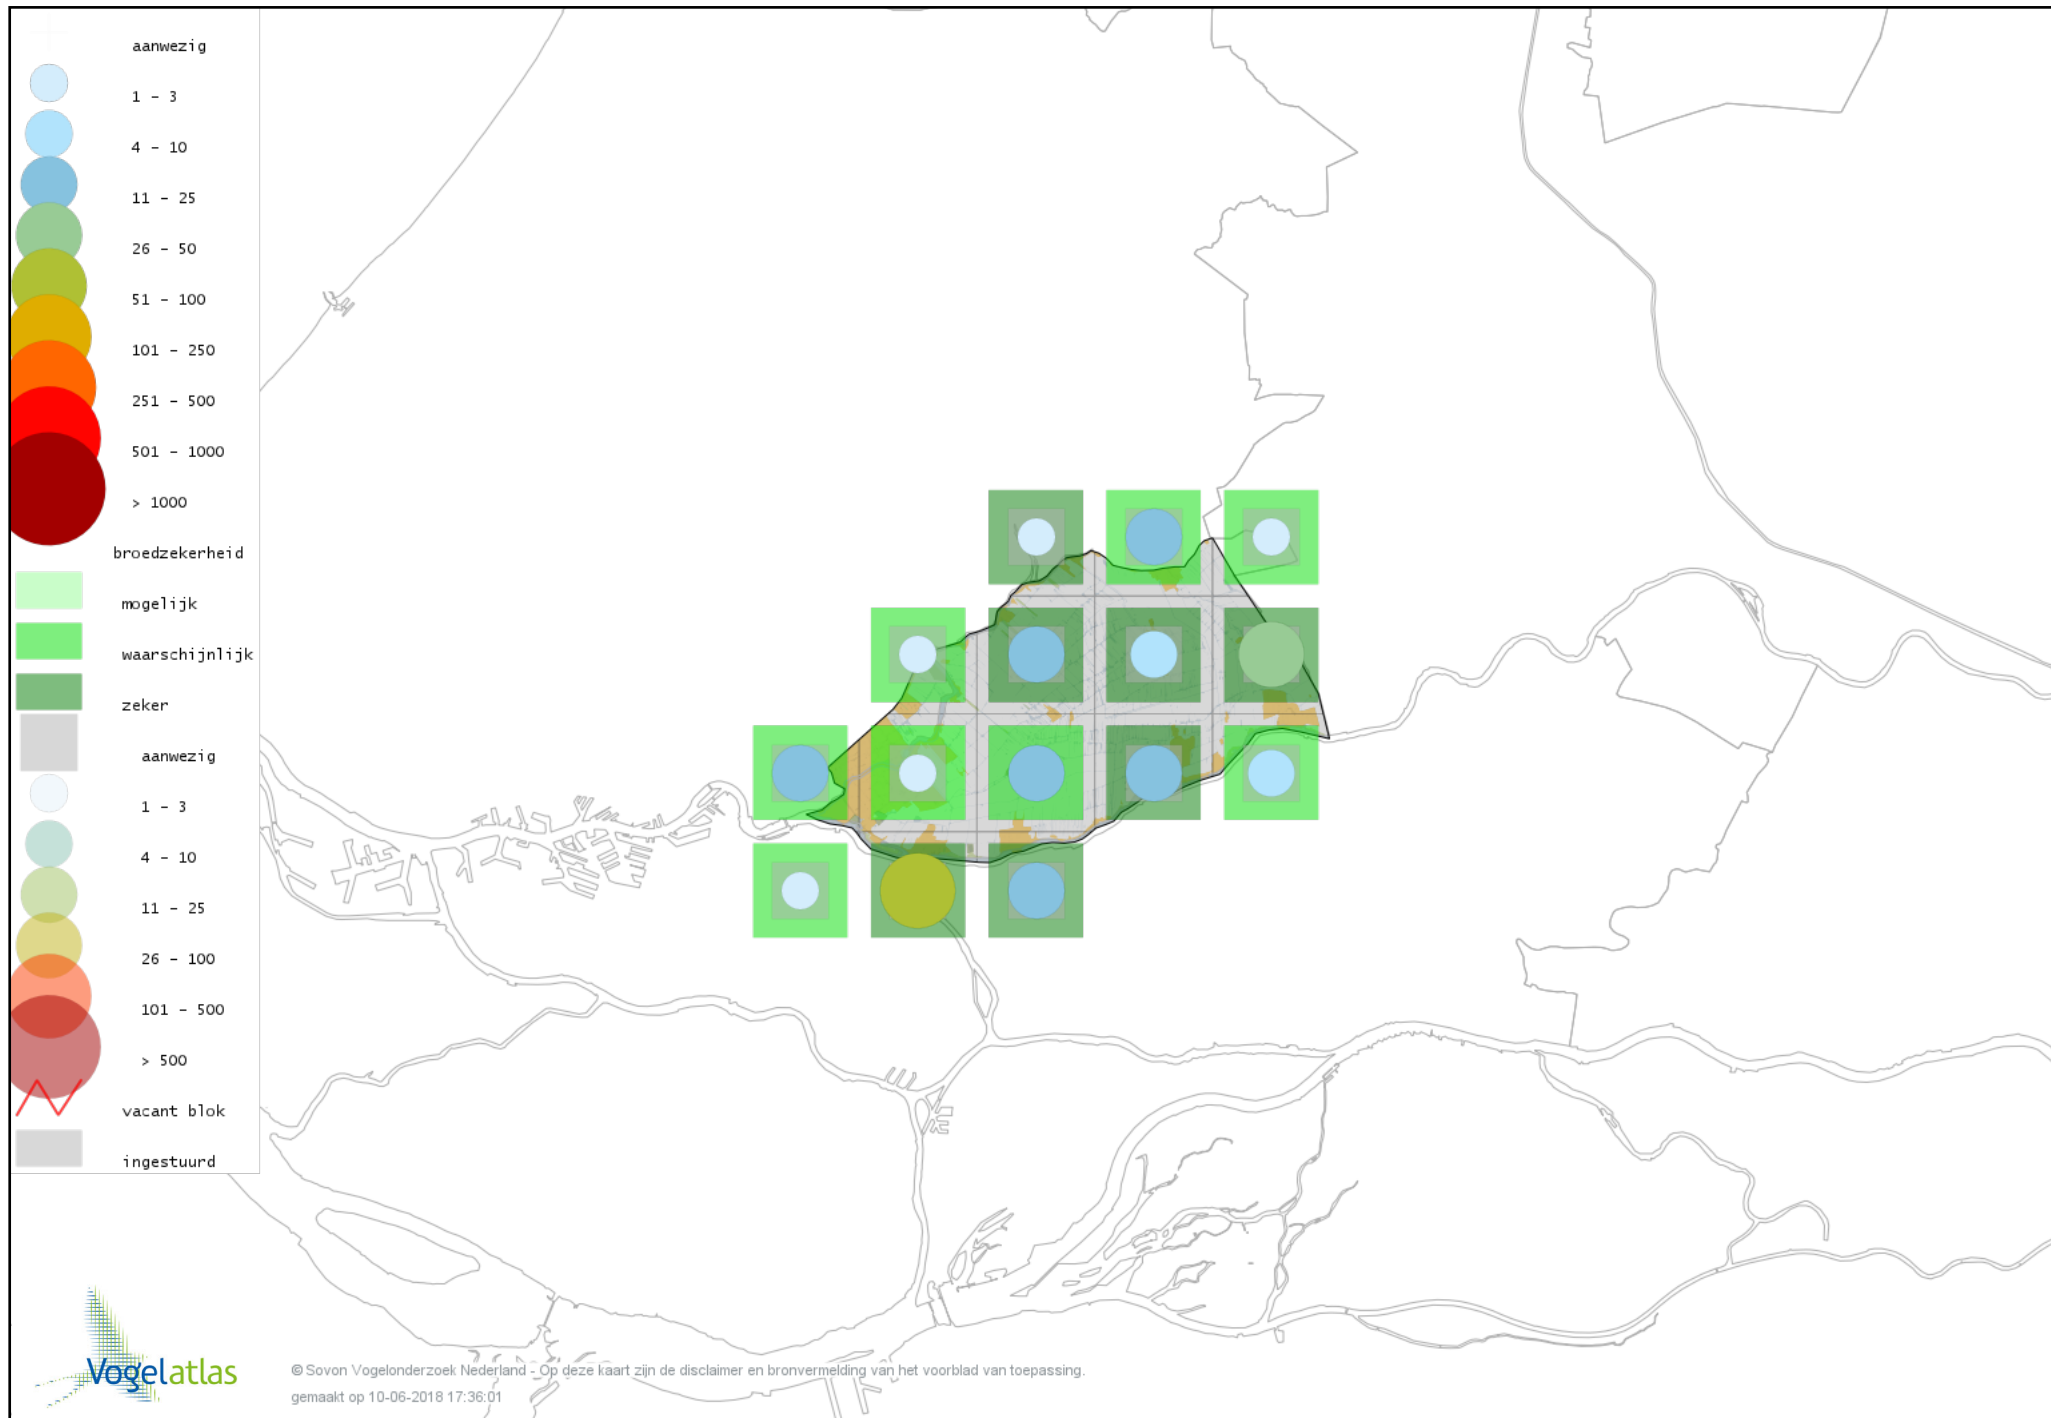 aanwezig
1 - 3
4 - 10
11 - 25
26 - 50
51 - 100
101 - 250
251 - 500
501 - 1000
> 1000
broedzekerheid
mogelijk
waarschijnlijk
zeker
aanwezig
1 - 3
4 - 10
11 - 25
26 - 100
101 - 500
> 500
vacant blok
ingestuurd
Vogelatlas
© Sovon Vogelonderzoek Nederland - Op deze kaart zijn de disclaimer en bronvermelding van het voorblad van toepassing.
gemaakt op 10-06-2018 17:36:01